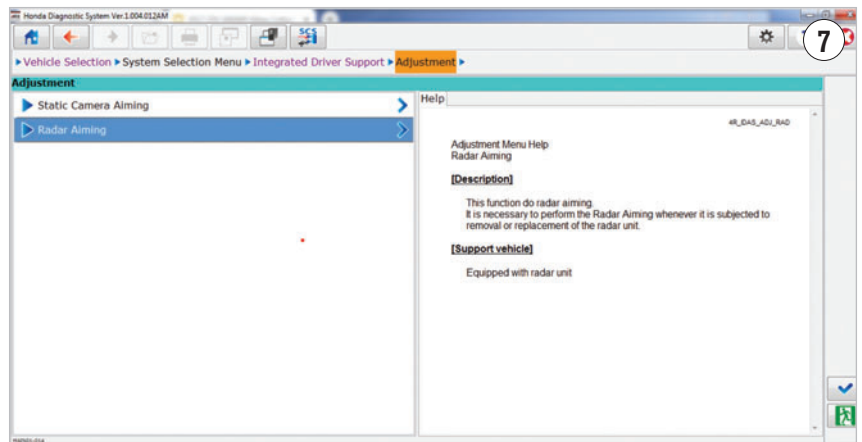 Honda Diagnostic System Ver.1.004.012AM
SCS
7
Vehicle Selection System Selection Menu Integrated Driver Support Adjustment
Adjustment
Static Camera Aiming
Radar Aiming
Help
4R_IDAS_ADJ_RAD
Adjustment Menu Help
Radar Aiming
[Description]
This function do radar aiming.
It is necessary to perform the Radar Aiming whenever it is subjected to
removal or replacement of the radar unit.
[Support vehicle]
Equipped with radar unit